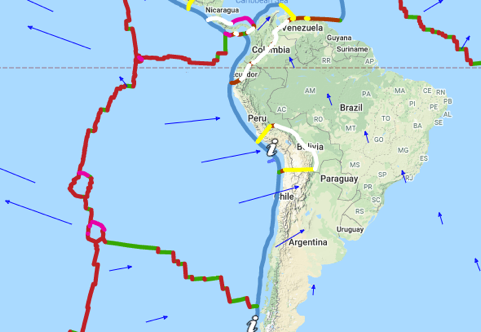 Caribbean Sea
Nicaragua
Venezuela
Guyana
Suriname
Colombia
RR
AP
Ecuador
AM
PA
MA
CE
RN
PB
PI
PE
AL
SE
AC
TO
RO
Brazil
Peru
MT
BA
GO
Bolivia
MG
ES
MS
SP
RJ
Paraguay
PR
SC
Chile
RS
Uruguay
Argentina
i
i